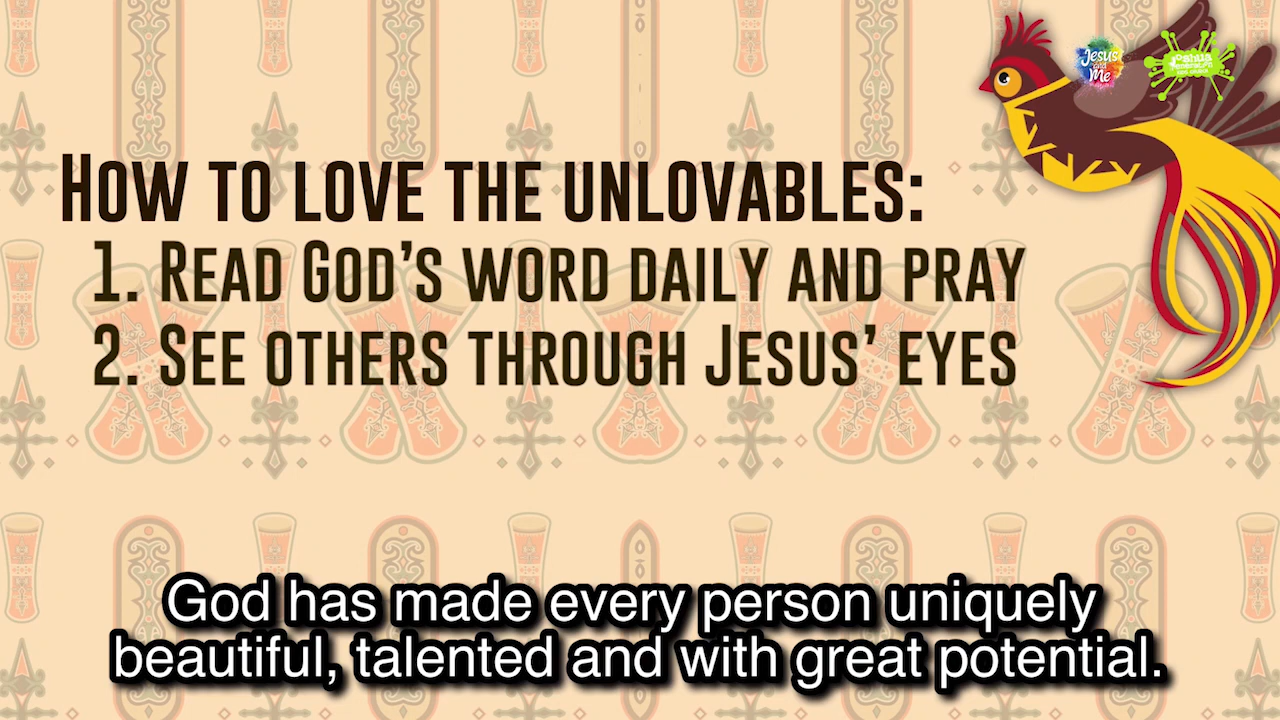 Jesus
and
Me
HOW TO LOVE THE UNLOVABLES:
1. READ GOD'S WORD DAILY AND PRAY
2. SEE OTHERS THROUGH JESUS' EYES
God has made every person uniquely
beautiful, talented and with great potential.